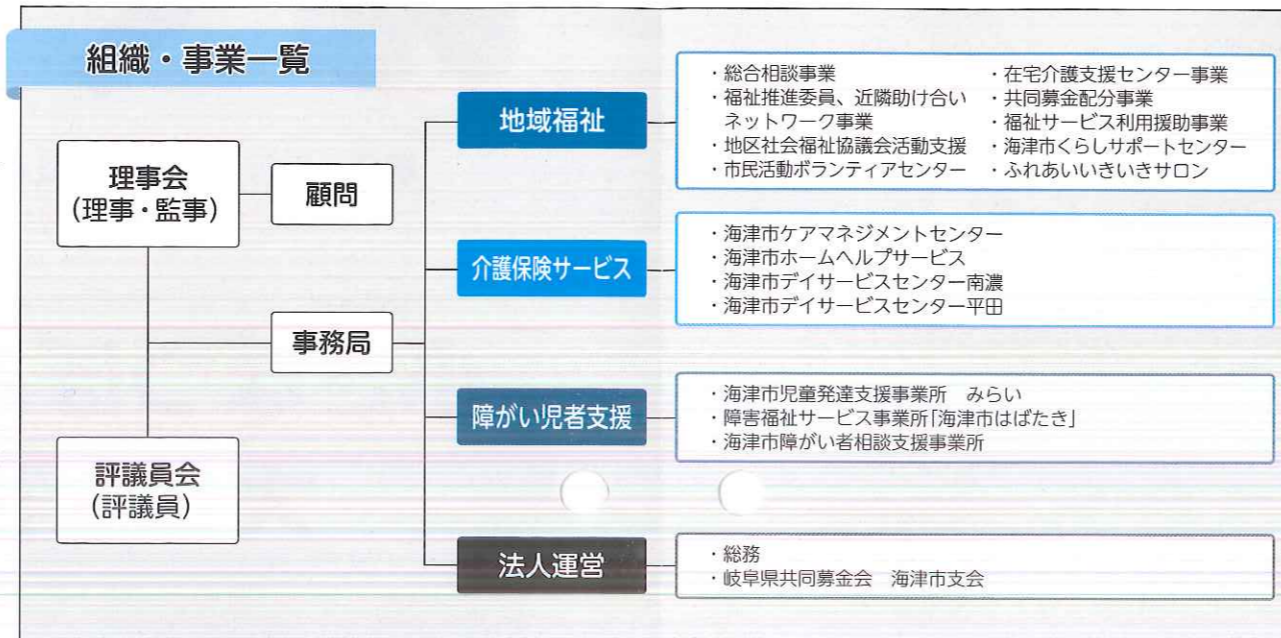 組織・事業一覧
理事会
(理事・監事)
顧問
事務局
評議員会
(評議員)
地域福祉
・総合相談事業
・福祉推進委員、近隣助け合い
ネットワーク事業
・地区社会福祉協議会活動支援
・市民活動ボランティアセンター
・在宅介護支援センター事業
・共同募金配分事業
・福祉サービス利用援助事業
・海津市くらしサポートセンター
・ふれあいいきいきサロン
介護保険サービス
・海津市ケアマネジメントセンター
・海津市ホームヘルプサービス
・海津市デイサービスセンター南濃
・海津市デイサービスセンター平田
障がい児者支援
・海津市児童発達支援事業所　みらい
・障害福祉サービス事業所「海津市はばたき」
・海津市障がい者相談支援事業所
法人運営
・総務
・岐阜県共同募金会　海津市支会